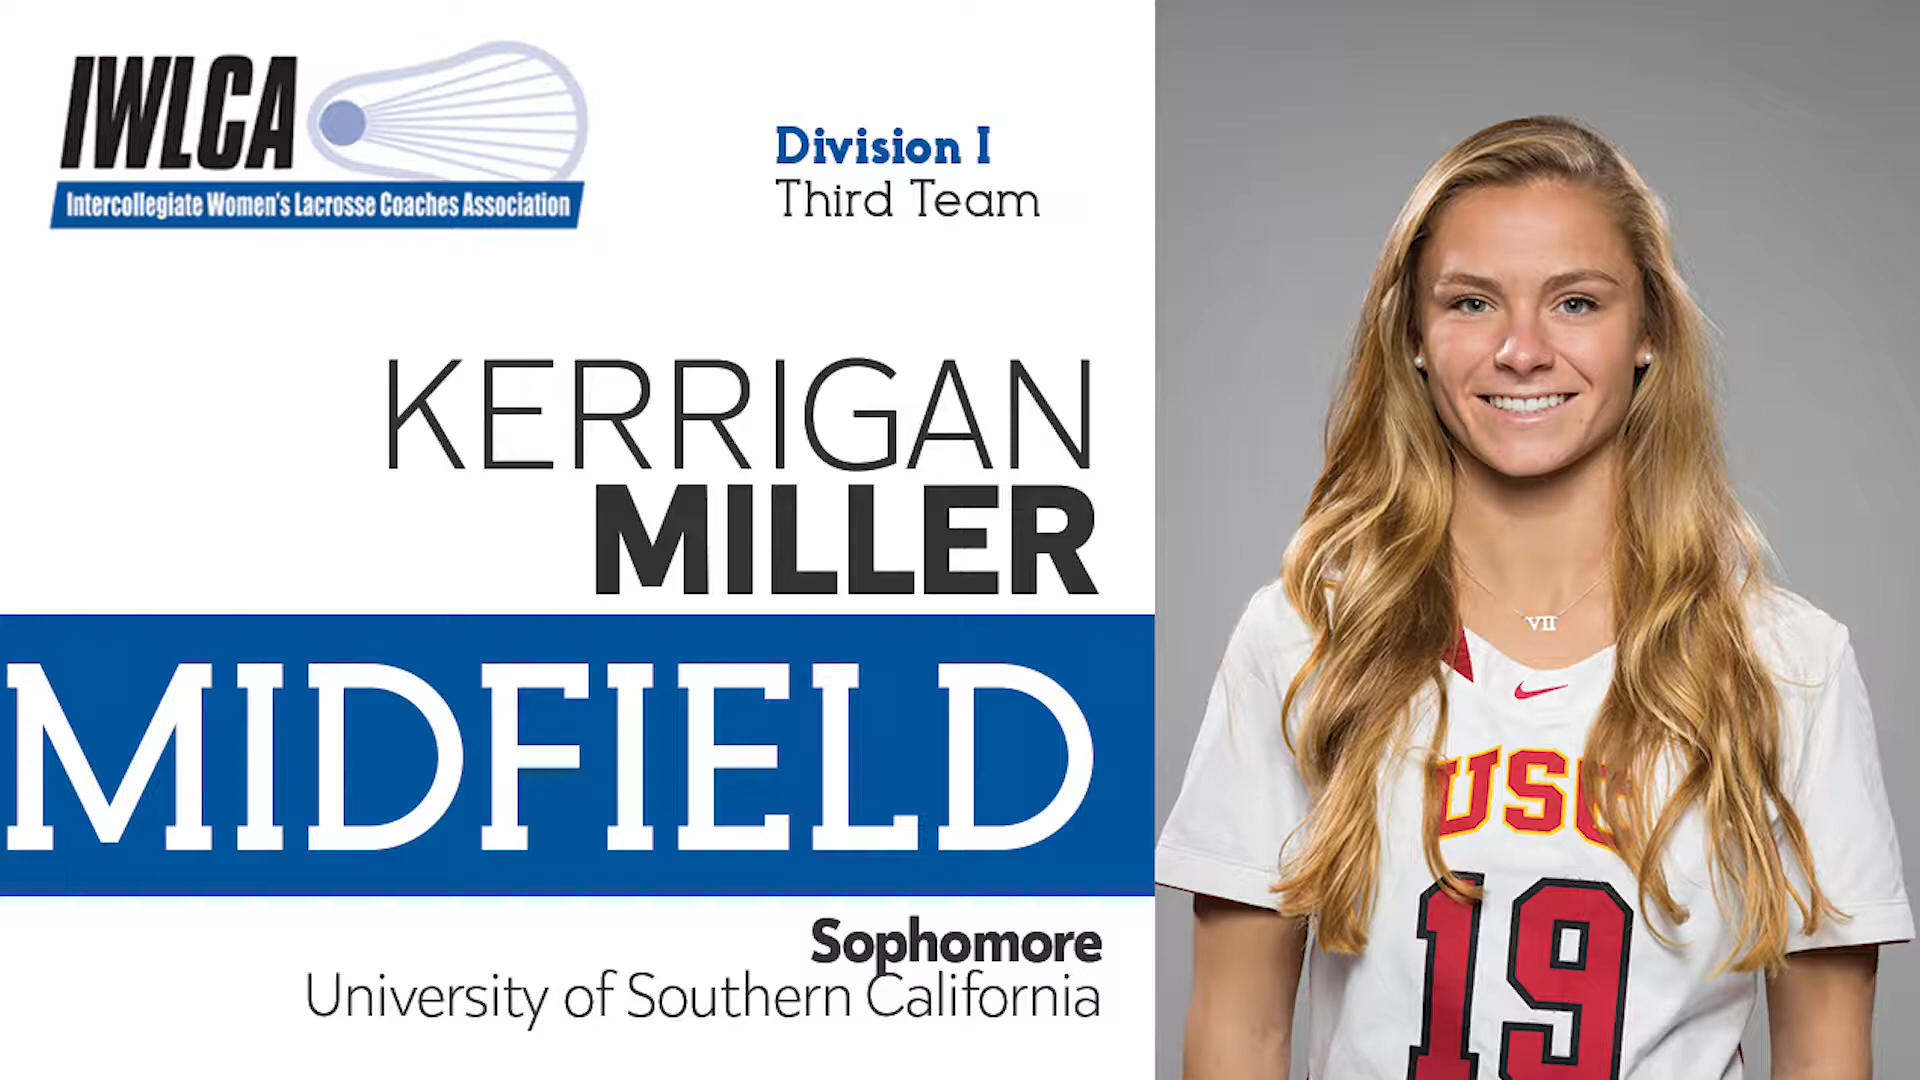 IWLCA
Intercollegiate Women's Lacrosse Coaches Association
Division I
Third Team
KERRIGAN
MILLER
MIDFIELD
Sophomore
University of Southern California
VII
USC
19